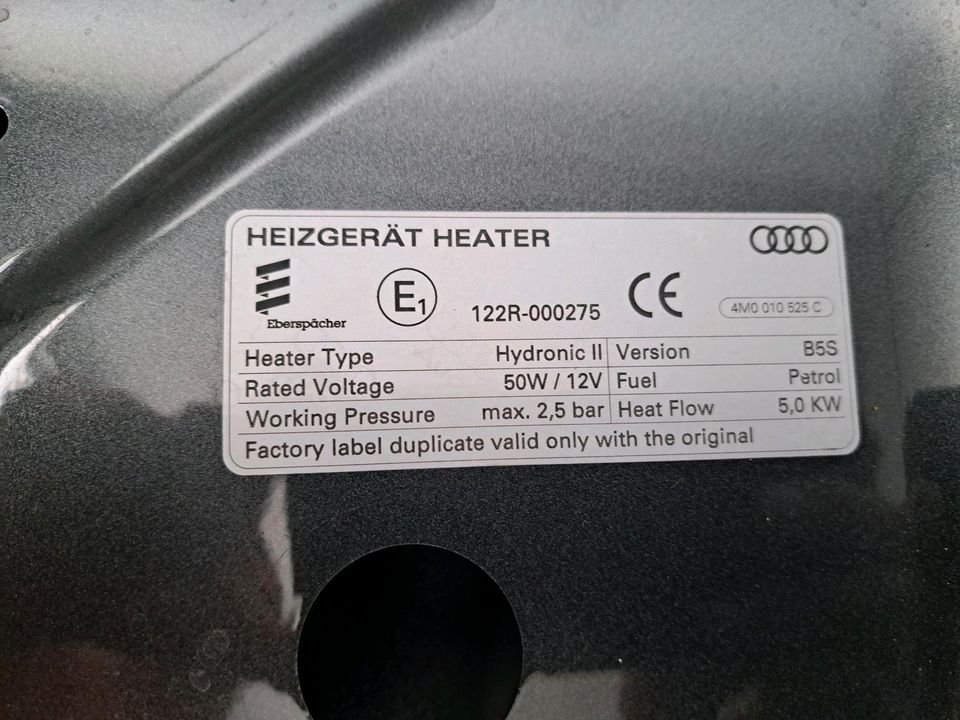 HEIZGERÄT HEATER
Eberspächer
E1
122R-000275
CE
4M0 010 525 C
Heater Type Hydronic II Version B5S
Rated Voltage 50W / 12V Fuel Petrol
Working Pressure max. 2,5 bar Heat Flow 5,0 KW
Factory label duplicate valid only with the original